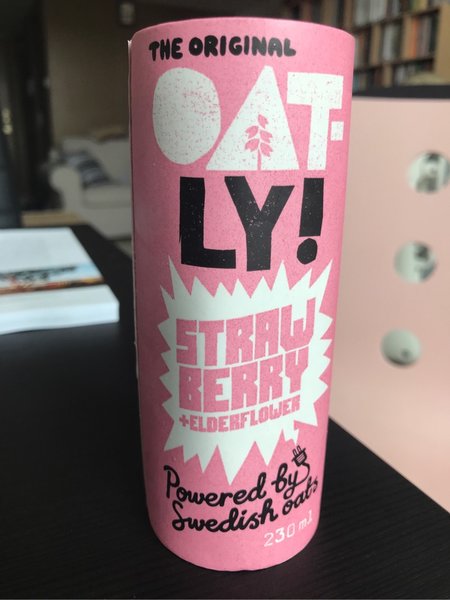 THE ORIGINAL
OAT-
LY!
STRAW
BERRY
+ELDERFLOWER
Powered by
Swedish oats
230 ml